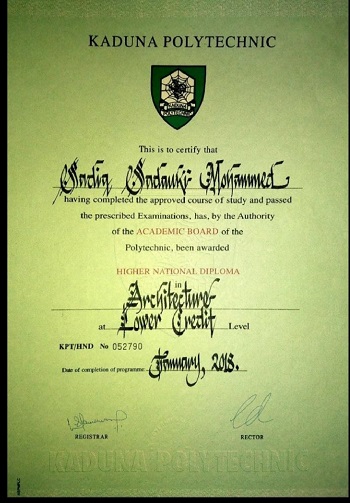 KADUNA POLYTECHNIC
KADUNA
POLYTECHNIC
This is to certify that
Sadiq Sadauki Mohammed
having completed the approved course of study and passed
the prescribed Examinations, has, by the Authority
of the ACADEMIC BOARD of the
Polytechnic, been awarded
HIGHER NATIONAL DIPLOMA
in
Architecture
at Lower Credit Level
KPT/HND No 052790
Date of completion of programme: January, 2018.
REGISTRAR RECTOR
KADUNA POLYTECHNIC